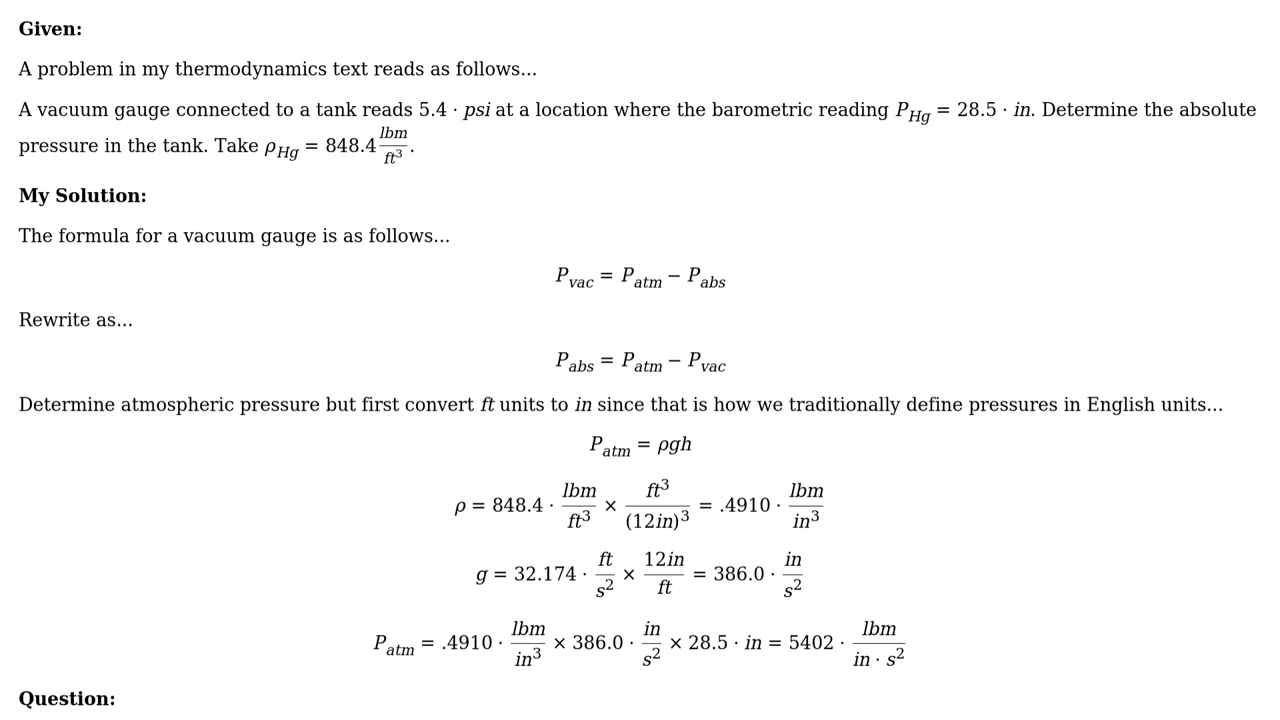 Given:
A problem in my thermodynamics text reads as follows...
A vacuum gauge connected to a tank reads 5.4 · psi at a location where the barometric reading P_Hg = 28.5 · in. Determine the absolute
pressure in the tank. Take ρ_Hg = 848.4 lbm/ft³.
My Solution:
The formula for a vacuum gauge is as follows...
P_vac = P_atm − P_abs
Rewrite as...
P_abs = P_atm − P_vac
Determine atmospheric pressure but first convert ft units to in since that is how we traditionally define pressures in English units...
P_atm = ρgh
ρ = 848.4 · lbm/ft³ × ft³/(12in)³ = .4910 · lbm/in³
g = 32.174 · ft/s² × 12in/ft = 386.0 · in/s²
P_atm = .4910 · lbm/in³ × 386.0 · in/s² × 28.5 · in = 5402 · lbm/(in · s²)
Question: